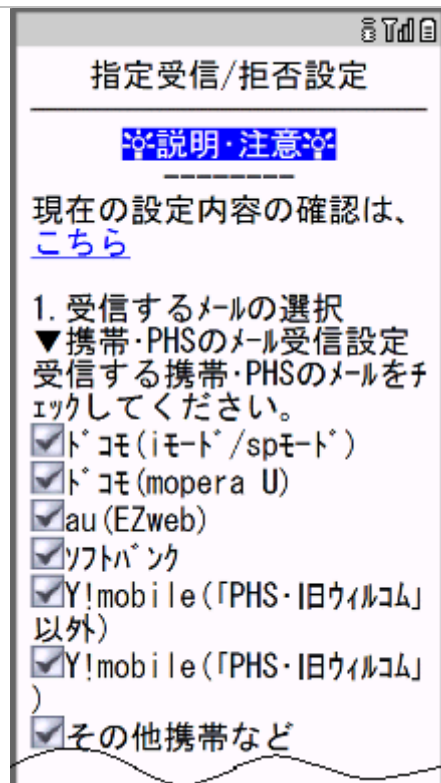 指定受信/拒否設定
説明･注意
--------
現在の設定内容の確認は、
こちら
1.受信するﾒｰﾙの選択
▼携帯･PHSのﾒｰﾙ受信設定
受信する携帯･PHSのﾒｰﾙをﾁ
ｪｯｸしてください。
ﾄﾞｺﾓ(iﾓｰﾄﾞ/spﾓｰﾄﾞ)
ﾄﾞｺﾓ(mopera U)
au(EZweb)
ｿﾌﾄﾊﾞﾝｸ
Y!mobile(｢PHS･旧ｳｨﾙｺﾑ｣
以外)
Y!mobile(｢PHS･旧ｳｨﾙｺﾑ｣
)
その他携帯など